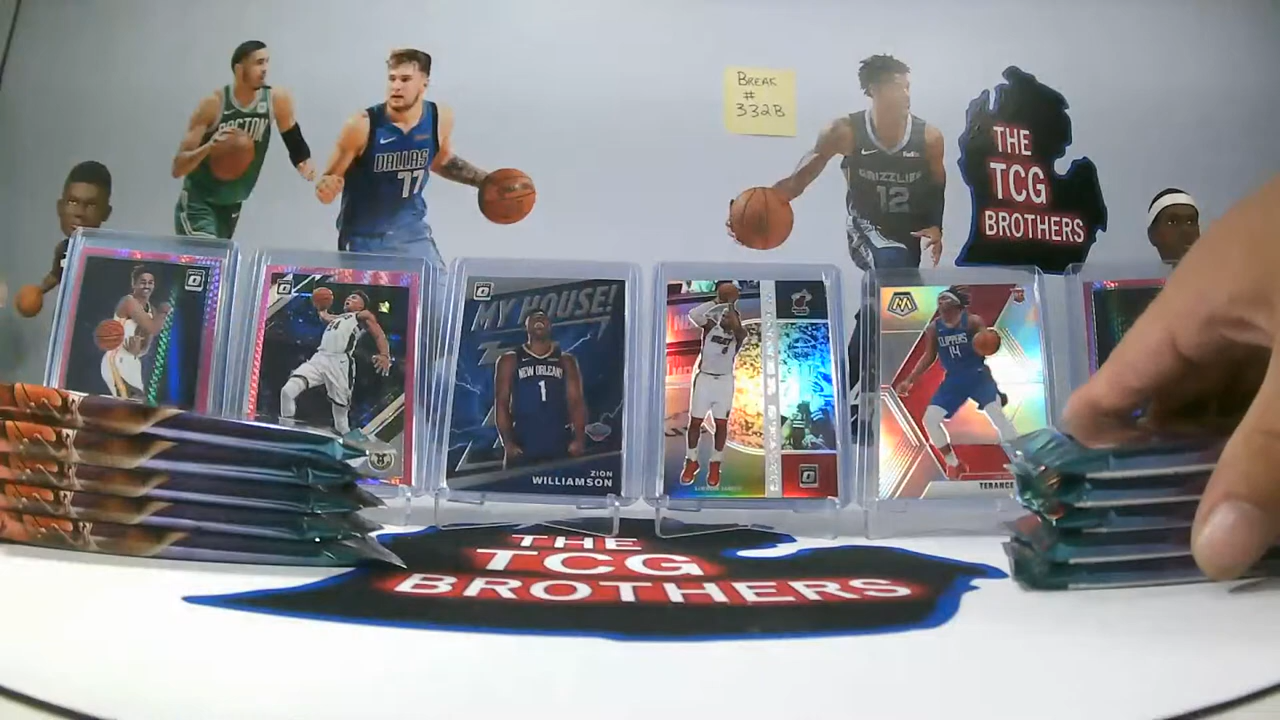 BREAK
#
332B
BOSTON
DALLAS
77
GRIZZLIES
12
THE
TCG
BROTHERS
MY HOUSE!
NEW ORLEANS
1
ZION
WILLIAMSON
CLIPPERS
14
TERANCE
THE
TCG
BROTHERS